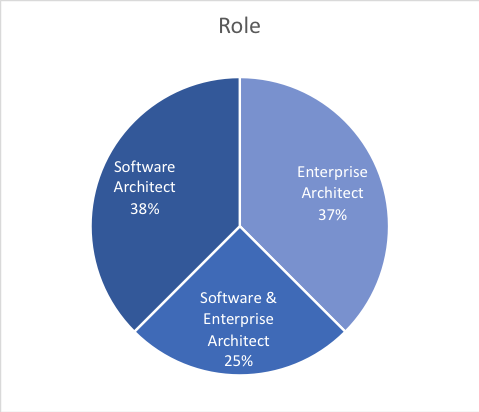 Role
Software
Architect
38%
Enterprise
Architect
37%
Software &
Enterprise
Architect
25%